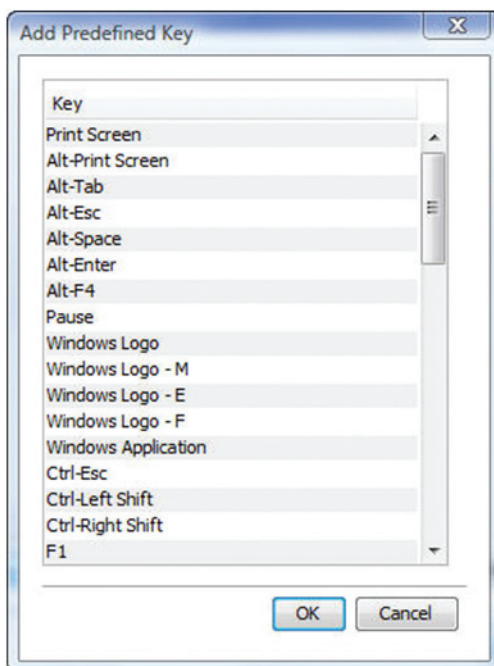 Add Predefined Key
Key
Print Screen
Alt-Print Screen
Alt-Tab
Alt-Esc
Alt-Space
Alt-Enter
Alt-F4
Pause
Windows Logo
Windows Logo - M
Windows Logo - E
Windows Logo - F
Windows Application
Ctrl-Esc
Ctrl-Left Shift
Ctrl-Right Shift
F1
OK Cancel